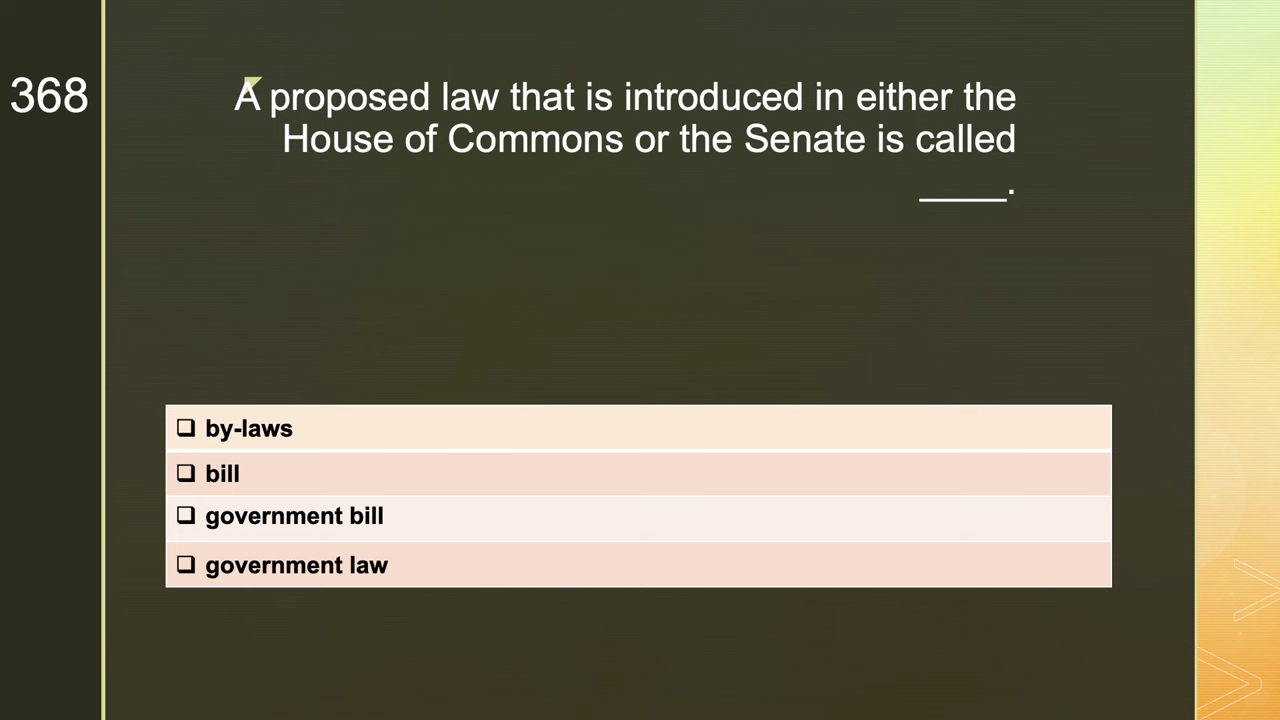 368
A proposed law that is introduced in either the
House of Commons or the Senate is called
____.
❑ by-laws
❑ bill
❑ government bill
❑ government law